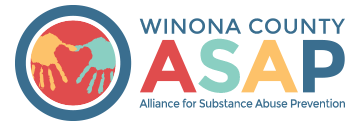 WINONA COUNTY
ASAP
Alliance for Substance Abuse Prevention